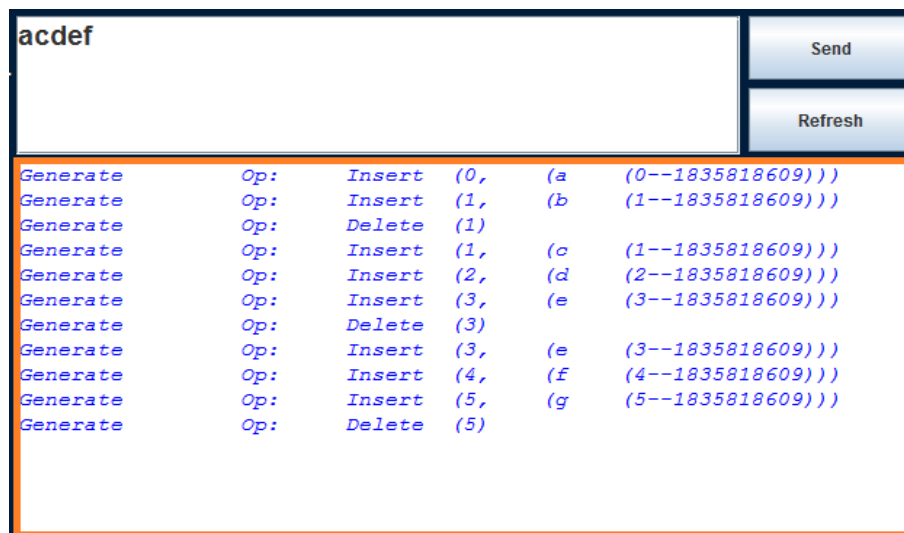 acdef
Send
Refresh
Generate Op: Insert (0, (a (0--1835818609)))
Generate Op: Insert (1, (b (1--1835818609)))
Generate Op: Delete (1)
Generate Op: Insert (1, (c (1--1835818609)))
Generate Op: Insert (2, (d (2--1835818609)))
Generate Op: Insert (3, (e (3--1835818609)))
Generate Op: Delete (3)
Generate Op: Insert (3, (e (3--1835818609)))
Generate Op: Insert (4, (f (4--1835818609)))
Generate Op: Insert (5, (g (5--1835818609)))
Generate Op: Delete (5)